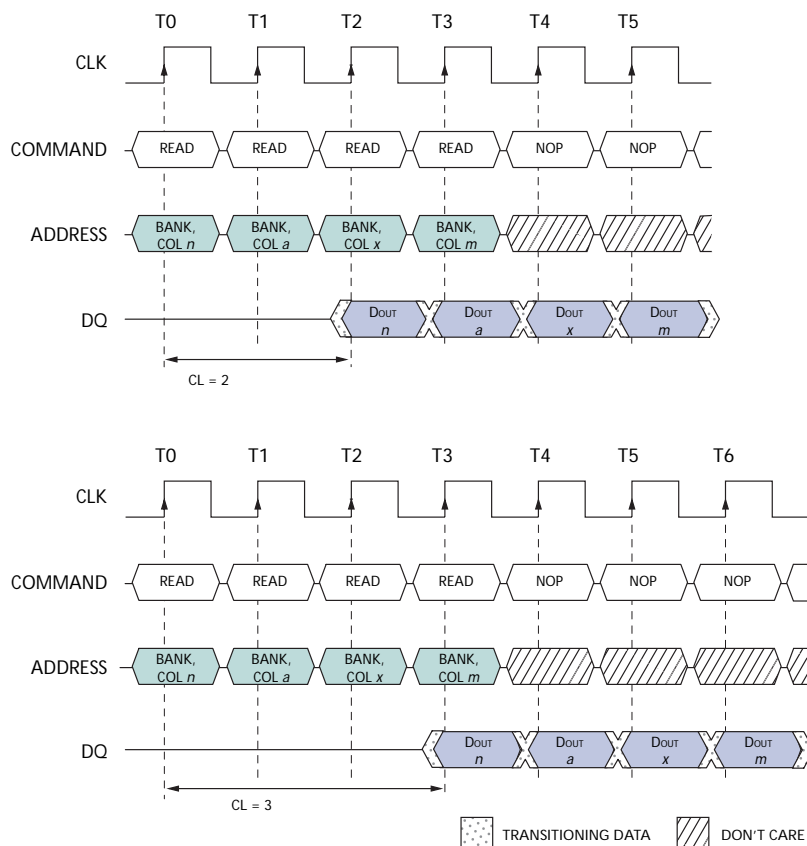 T0 T1 T2 T3 T4 T5
CLK
COMMAND READ READ READ READ NOP NOP
ADDRESS BANK, COL n BANK, COL a BANK, COL x BANK, COL m
DQ DOUT n DOUT a DOUT x DOUT m
CL = 2
T0 T1 T2 T3 T4 T5 T6
CLK
COMMAND READ READ READ READ NOP NOP NOP
ADDRESS BANK, COL n BANK, COL a BANK, COL x BANK, COL m
DQ DOUT n DOUT a DOUT x DOUT m
CL = 3
TRANSITIONING DATA DON'T CARE